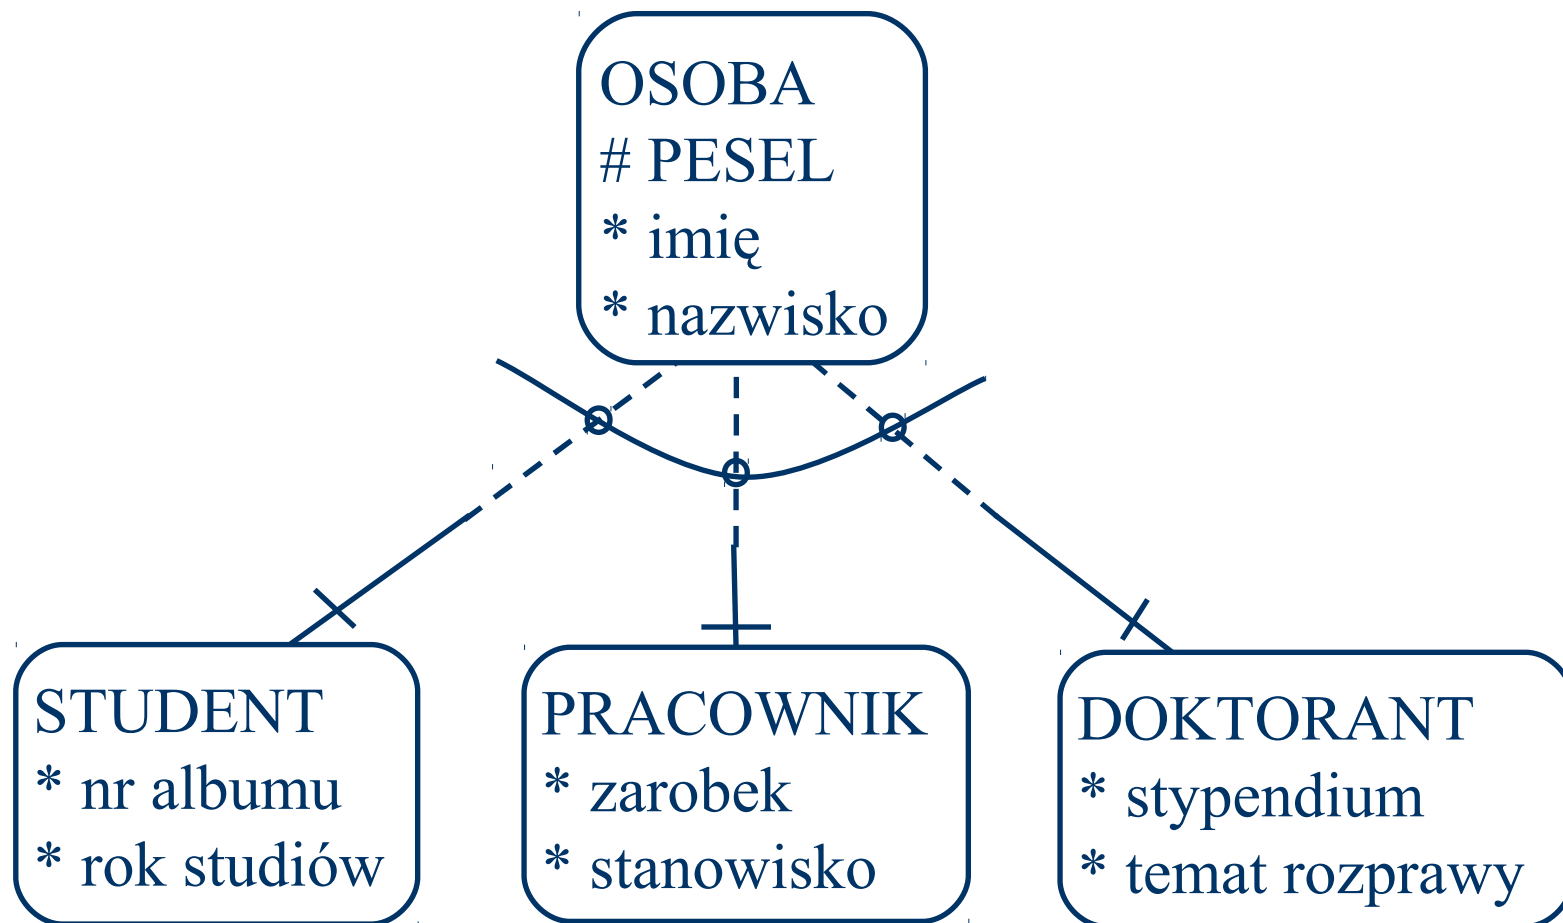 OSOBA
# PESEL
* imię
* nazwisko
STUDENT
* nr albumu
* rok studiów
PRACOWNIK
* zarobek
* stanowisko
DOKTORANT
* stypendium
* temat rozprawy